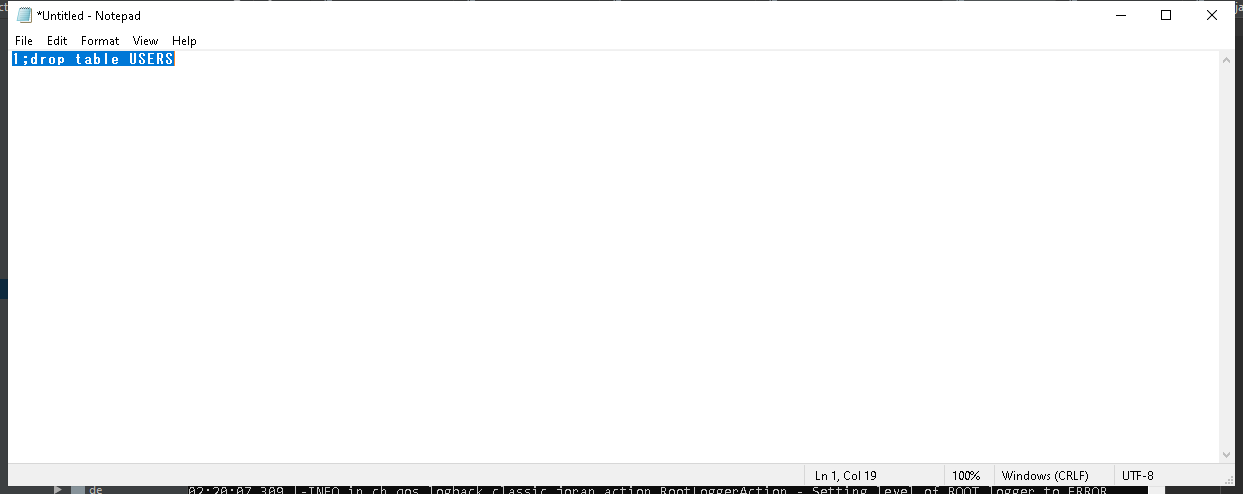 *Untitled - Notepad
File Edit Format View Help
1;drop table USERS
Ln 1, Col 19 100% Windows (CRLF) UTF-8
de 02:20:07,309 |-INFO in ch.qos.logback.classic.joran.action.RootLoggerAction - Setting level of ROOT logger to ERROR